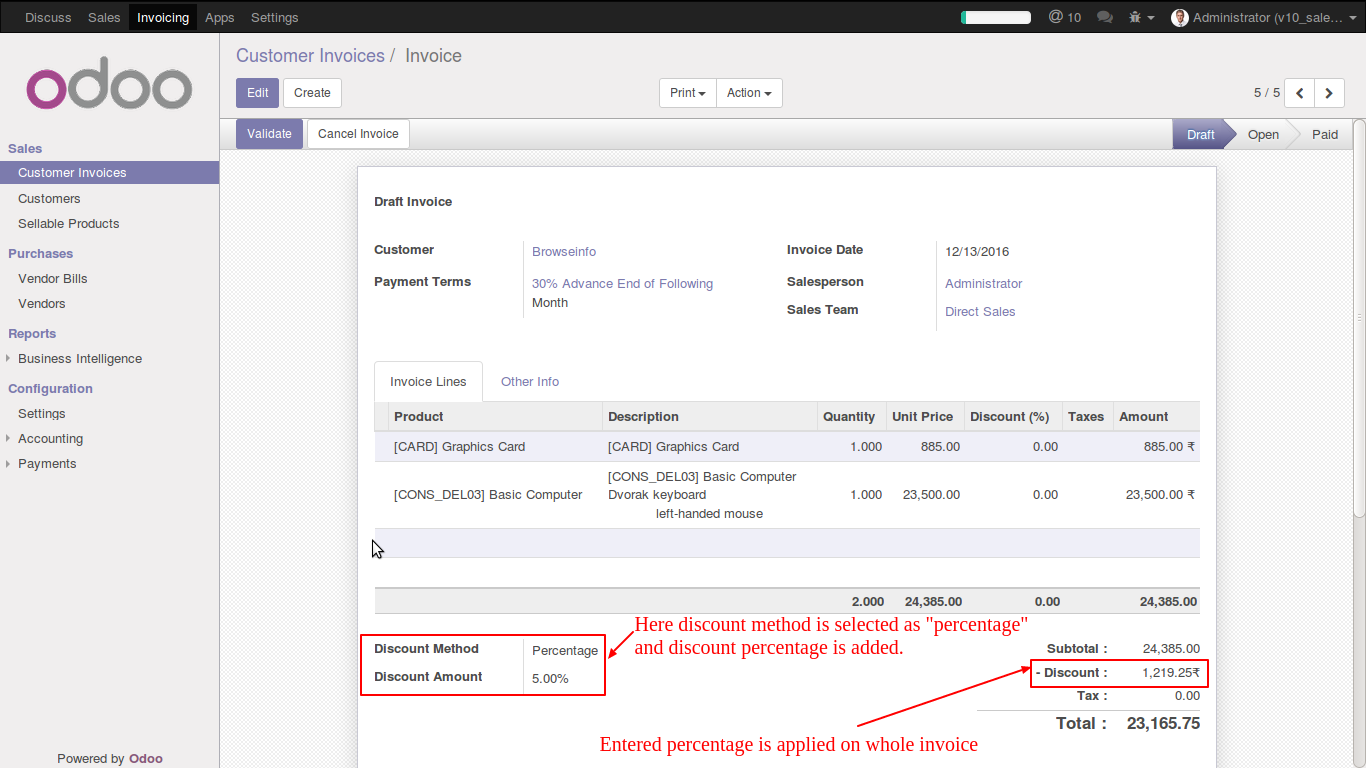 Discuss Sales Invoicing Apps Settings @ 10 Administrator (v10_sale...
odoo
Customer Invoices / Invoice
Edit Create Print Action 5 / 5
Validate Cancel Invoice Draft Open Paid
Sales
Customer Invoices
Customers
Sellable Products
Purchases
Vendor Bills
Vendors
Reports
Business Intelligence
Configuration
Settings
Accounting
Payments
Powered by Odoo
Draft Invoice
Customer Browseinfo Invoice Date 12/13/2016
Payment Terms 30% Advance End of Following Salesperson Administrator
Month
Sales Team Direct Sales
Invoice Lines Other Info
Product Description Quantity Unit Price Discount (%) Taxes Amount
[CARD] Graphics Card [CARD] Graphics Card 1.000 885.00 0.00 885.00 ₹
[CONS_DEL03] Basic Computer
[CONS_DEL03] Basic Computer Dvorak keyboard 1.000 23,500.00 0.00 23,500.00 ₹
left-handed mouse
2.000 24,385.00 0.00 24,385.00
Here discount method is selected as "percentage"
and discount percentage is added.
Discount Method Percentage
Discount Amount 5.00%
Subtotal : 24,385.00
- Discount : 1,219.25₹
Tax : 0.00
Total : 23,165.75
Entered percentage is applied on whole invoice